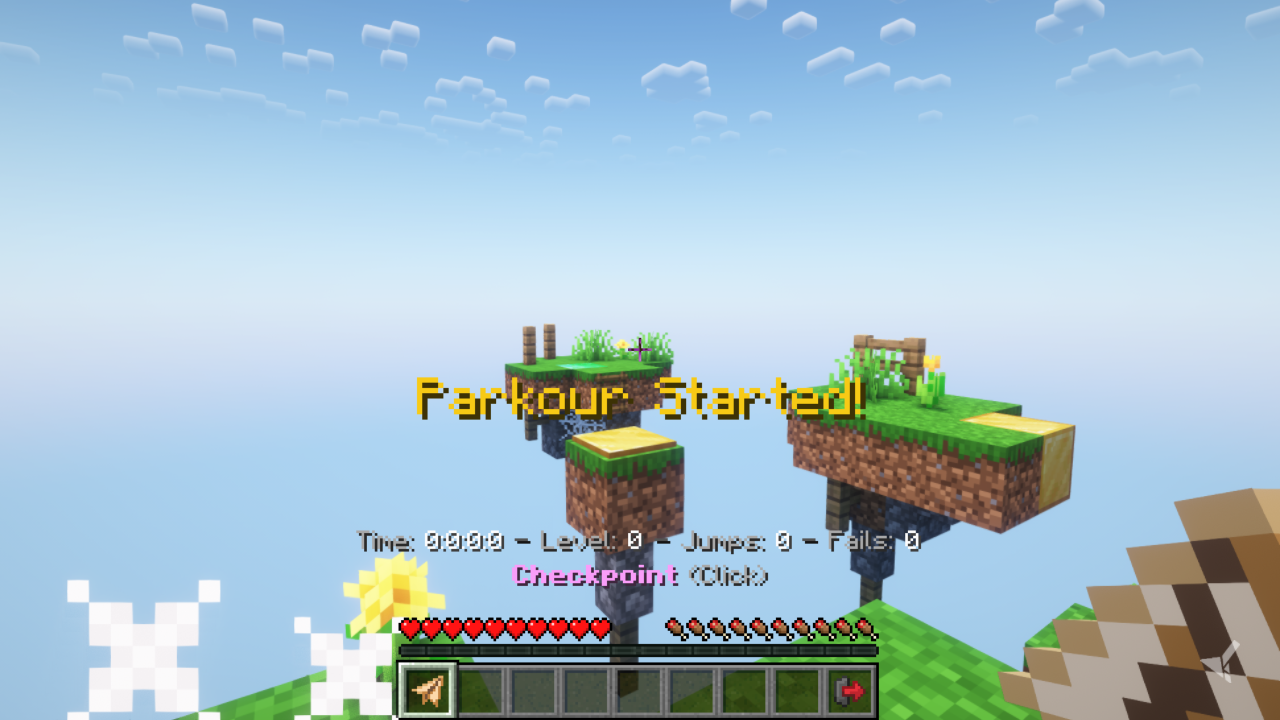 Parkour Started!
Time: 0:0:0:0 - Level: 0 - Jumps: 0 - Fails: 0
Checkpoint (Click)